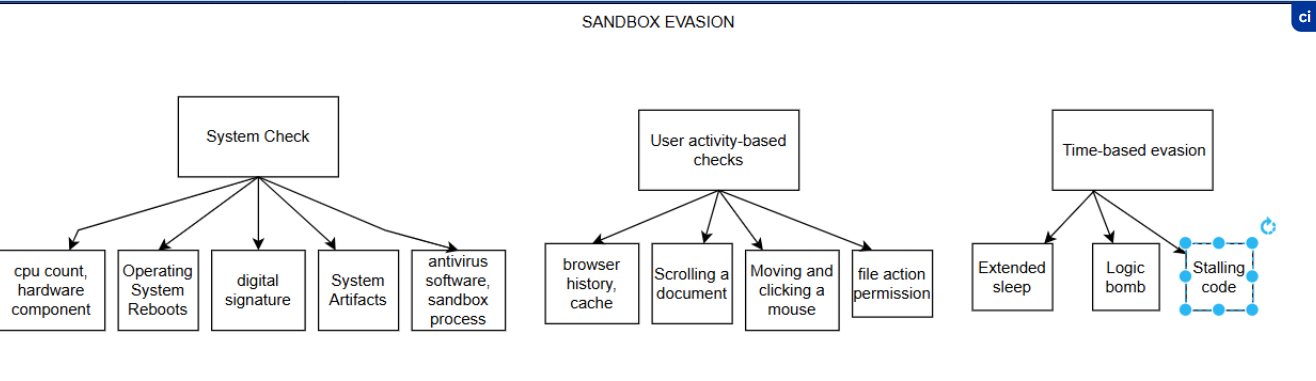 SANDBOX EVASION
ci
System Check
User activity-based
checks
Time-based evasion
cpu count,
hardware
component
Operating
System
Reboots
digital
signature
System
Artifacts
antivirus
software,
sandbox
process
browser
history,
cache
Scrolling a
document
Moving and
clicking a
mouse
file action
permission
Extended
sleep
Logic
bomb
Stalling
code